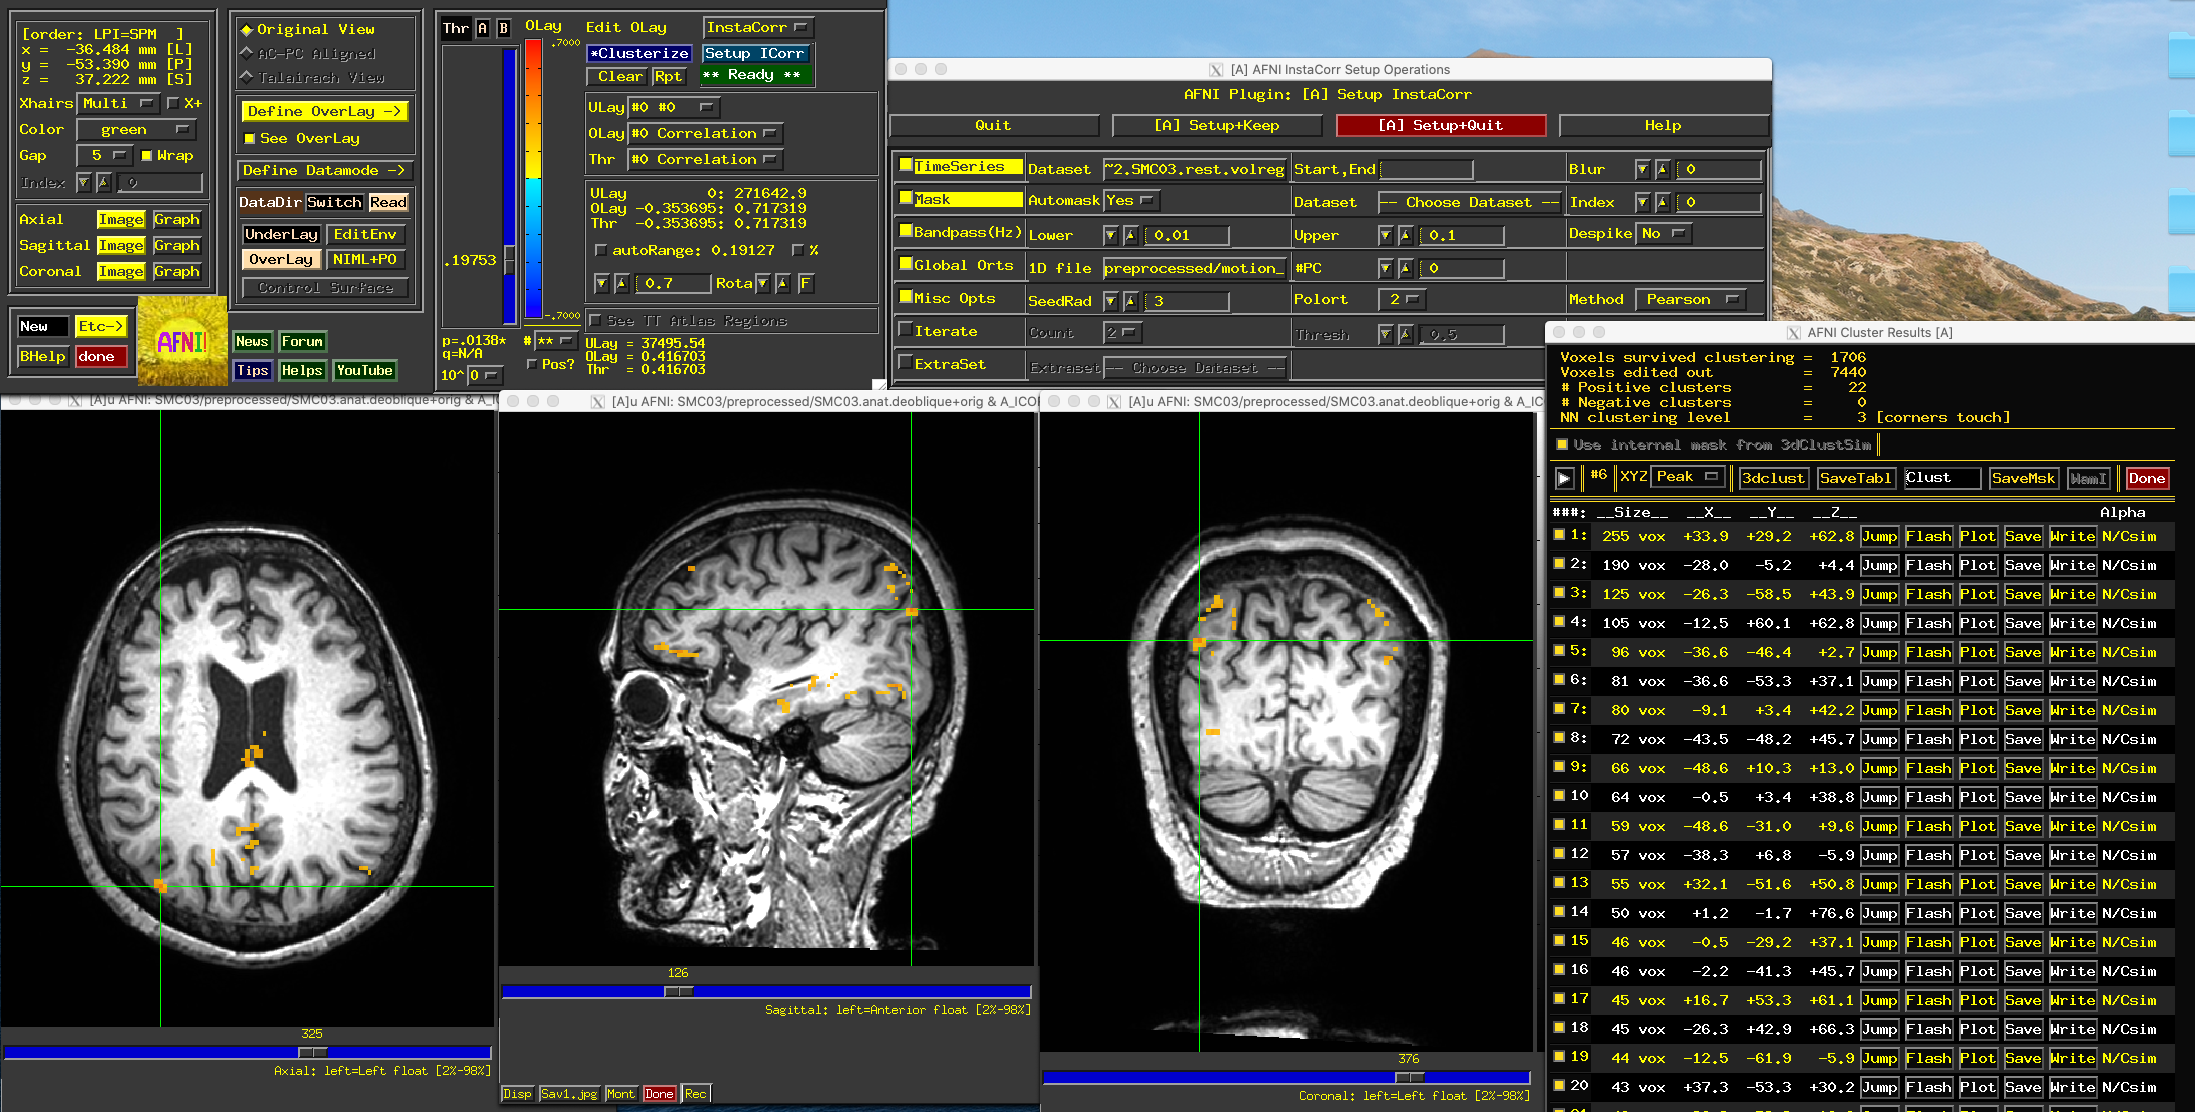 [order: LPI=SPM ]
x = -36.484 mm [L]
y = -53.390 mm [P]
z = 37.222 mm [S]
Xhairs Multi X+
Color green
Gap 5 Wrap
Index 0
Axial Image Graph
Sagittal Image Graph
Coronal Image Graph
New Etc->
BHelp done
AFNI!
Original View
AC-PC Aligned
Talairach View
Define OverLay ->
See OverLay
Define Datamode ->
DataDir Switch Read
UnderLay EditEnv
OverLay NIML+PO
Control Surface
News Forum
Tips Helps YouTube
Thr A B OLay
.7000
.19753
-.7000
p=.0138*
q=N/A
10^ 0
# **
Pos?
Edit OLay InstaCorr
*Clusterize Setup ICorr
Clear Rpt ** Ready **
ULay #0 #0
OLay #0 Correlation
Thr #0 Correlation
ULay 0: 271642.9
OLay -0.353695: 0.717319
Thr -0.353695: 0.717319
autoRange: 0.19127 %
0.7 Rota F
See TT Atlas Regions
ULay = 37495.54
OLay = 0.416703
Thr = 0.416703
[A] AFNI InstaCorr Setup Operations
AFNI Plugin: [A] Setup InstaCorr
Quit [A] Setup+Keep [A] Setup+Quit Help
TimeSeries Dataset ~2.SMC03.rest.volreg Start,End Blur 0
Mask Automask Yes Dataset -- Choose Dataset -- Index 0
Bandpass(Hz) Lower 0.01 Upper 0.1 Despike No
Global Orts 1D file preprocessed/motion_ #PC 0
Misc Opts SeedRad 3 Polort 2 Method Pearson
Iterate Count 2 Thresh 0.5
ExtraSet Extraset -- Choose Dataset --
[A]u AFNI: SMC03/preprocessed/SMC03.anat.deoblique+orig & A_ICO
325
Axial: left=Left float [2%-98%]
[A]u AFNI: SMC03/preprocessed/SMC03.anat.deoblique+orig & A_ICO
126
Sagittal: left=Anterior float [2%-98%]
Disp Sav1.jpg Mont Done Rec
[A]u AFNI: SMC03/preprocessed/SMC03.anat.deoblique+orig & A_IC
376
Coronal: left=Left float [2%-98%]
AFNI Cluster Results [A]
Voxels survived clustering = 1706
Voxels edited out = 7440
# Positive clusters = 22
# Negative clusters = 0
NN clustering level = 3 [corners touch]
Use internal mask from 3dClustSim
#6 XYZ Peak 3dclust SaveTabl Clust SaveMsk WamI Done
###: __Size__ __X__ __Y__ __Z__ Alpha
1: 255 vox +33.9 +29.2 +62.8 Jump Flash Plot Save Write N/Csim
2: 190 vox -28.0 -5.2 +4.4 Jump Flash Plot Save Write N/Csim
3: 125 vox -26.3 -58.5 +43.9 Jump Flash Plot Save Write N/Csim
4: 105 vox -12.5 +60.1 +62.8 Jump Flash Plot Save Write N/Csim
5: 96 vox -36.6 -46.4 +2.7 Jump Flash Plot Save Write N/Csim
6: 81 vox -36.6 -53.3 +37.1 Jump Flash Plot Save Write N/Csim
7: 80 vox -9.1 +3.4 +42.2 Jump Flash Plot Save Write N/Csim
8: 72 vox -43.5 -48.2 +45.7 Jump Flash Plot Save Write N/Csim
9: 66 vox -48.6 +10.3 +13.0 Jump Flash Plot Save Write N/Csim
10 64 vox -0.5 +3.4 +38.8 Jump Flash Plot Save Write N/Csim
11 59 vox -48.6 -31.0 +9.6 Jump Flash Plot Save Write N/Csim
12 57 vox -38.3 +6.8 -5.9 Jump Flash Plot Save Write N/Csim
13 55 vox +32.1 -51.6 +50.8 Jump Flash Plot Save Write N/Csim
14 50 vox +1.2 -1.7 +76.6 Jump Flash Plot Save Write N/Csim
15 46 vox -0.5 -29.2 +37.1 Jump Flash Plot Save Write N/Csim
16 46 vox -2.2 -41.3 +45.7 Jump Flash Plot Save Write N/Csim
17 45 vox +16.7 +53.3 +61.1 Jump Flash Plot Save Write N/Csim
18 45 vox -26.3 +42.9 +66.3 Jump Flash Plot Save Write N/Csim
19 44 vox -12.5 -61.9 -5.9 Jump Flash Plot Save Write N/Csim
20 43 vox +37.3 -53.3 +30.2 Jump Flash Plot Save Write N/Csim